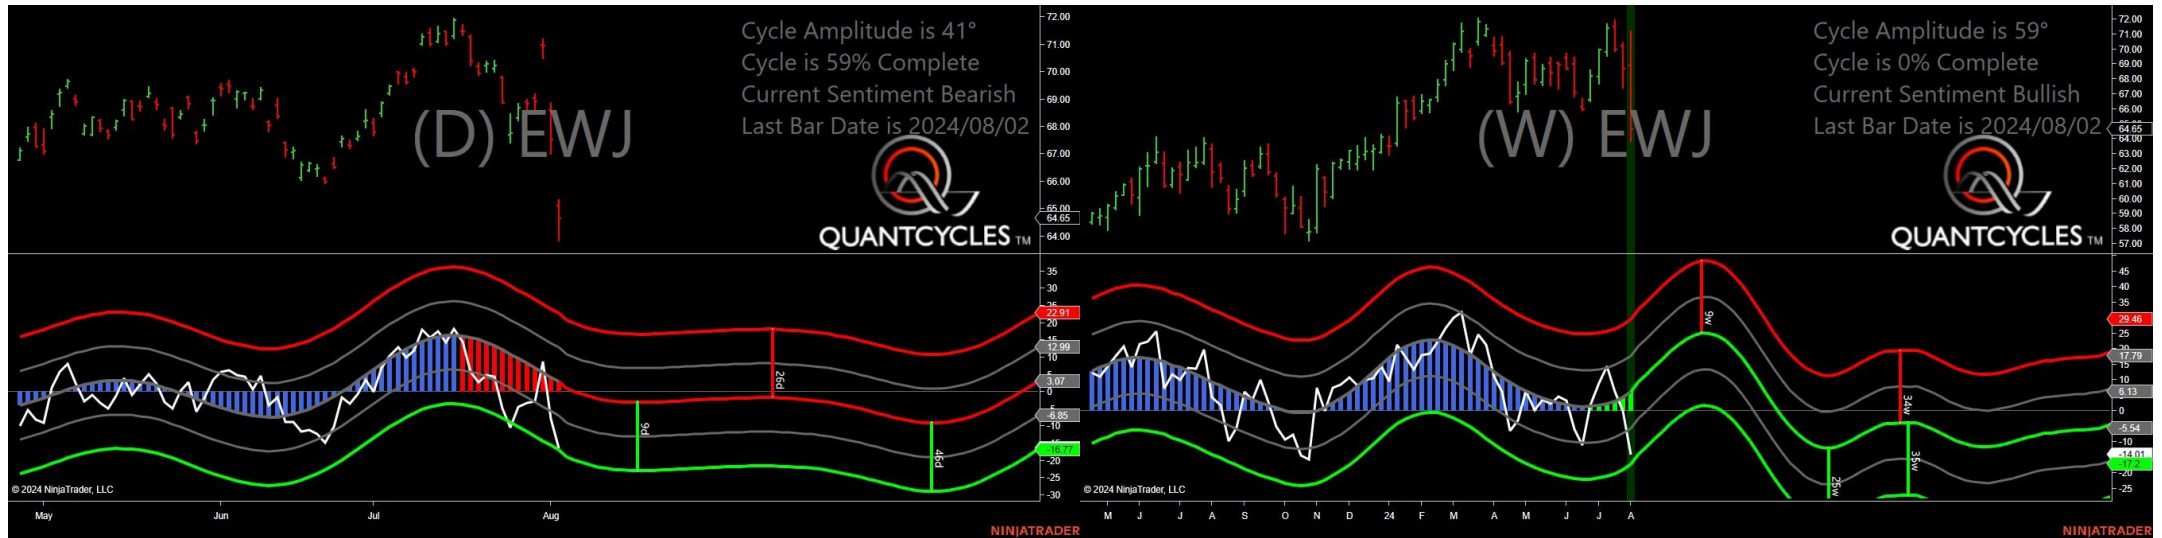 Cycle Amplitude is 41°
Cycle is 59% Complete
Current Sentiment Bearish
Last Bar Date is 2024/08/02
(D) EWJ
QUANTCYCLES TM
72.00
71.00
70.00
69.00
68.00
67.00
66.00
65.00
64.65
64.00
35
30
25
22.91
20
15
12.99
10
5
3.07
0
-5
-6.85
-10
-15
-16.77
-20
-25
-30
26d
9d
46d
© 2024 NinjaTrader, LLC
May Jun Jul Aug
NINJATRADER
Cycle Amplitude is 59°
Cycle is 0% Complete
Current Sentiment Bullish
Last Bar Date is 2024/08/02
(W) EWJ
QUANTCYCLES TM
72.00
71.00
70.00
69.00
68.00
67.00
66.00
64.65
64.00
63.00
62.00
61.00
60.00
59.00
58.00
57.00
45
40
35
29.46
25
20
17.79
15
10
6.13
0
-5.54
-10
-14.01
-17.2
-20
-25
9w
34w
25w
35w
© 2024 NinjaTrader, LLC
M J J A S O N D 24 F M A M J J A
NINJATRADER